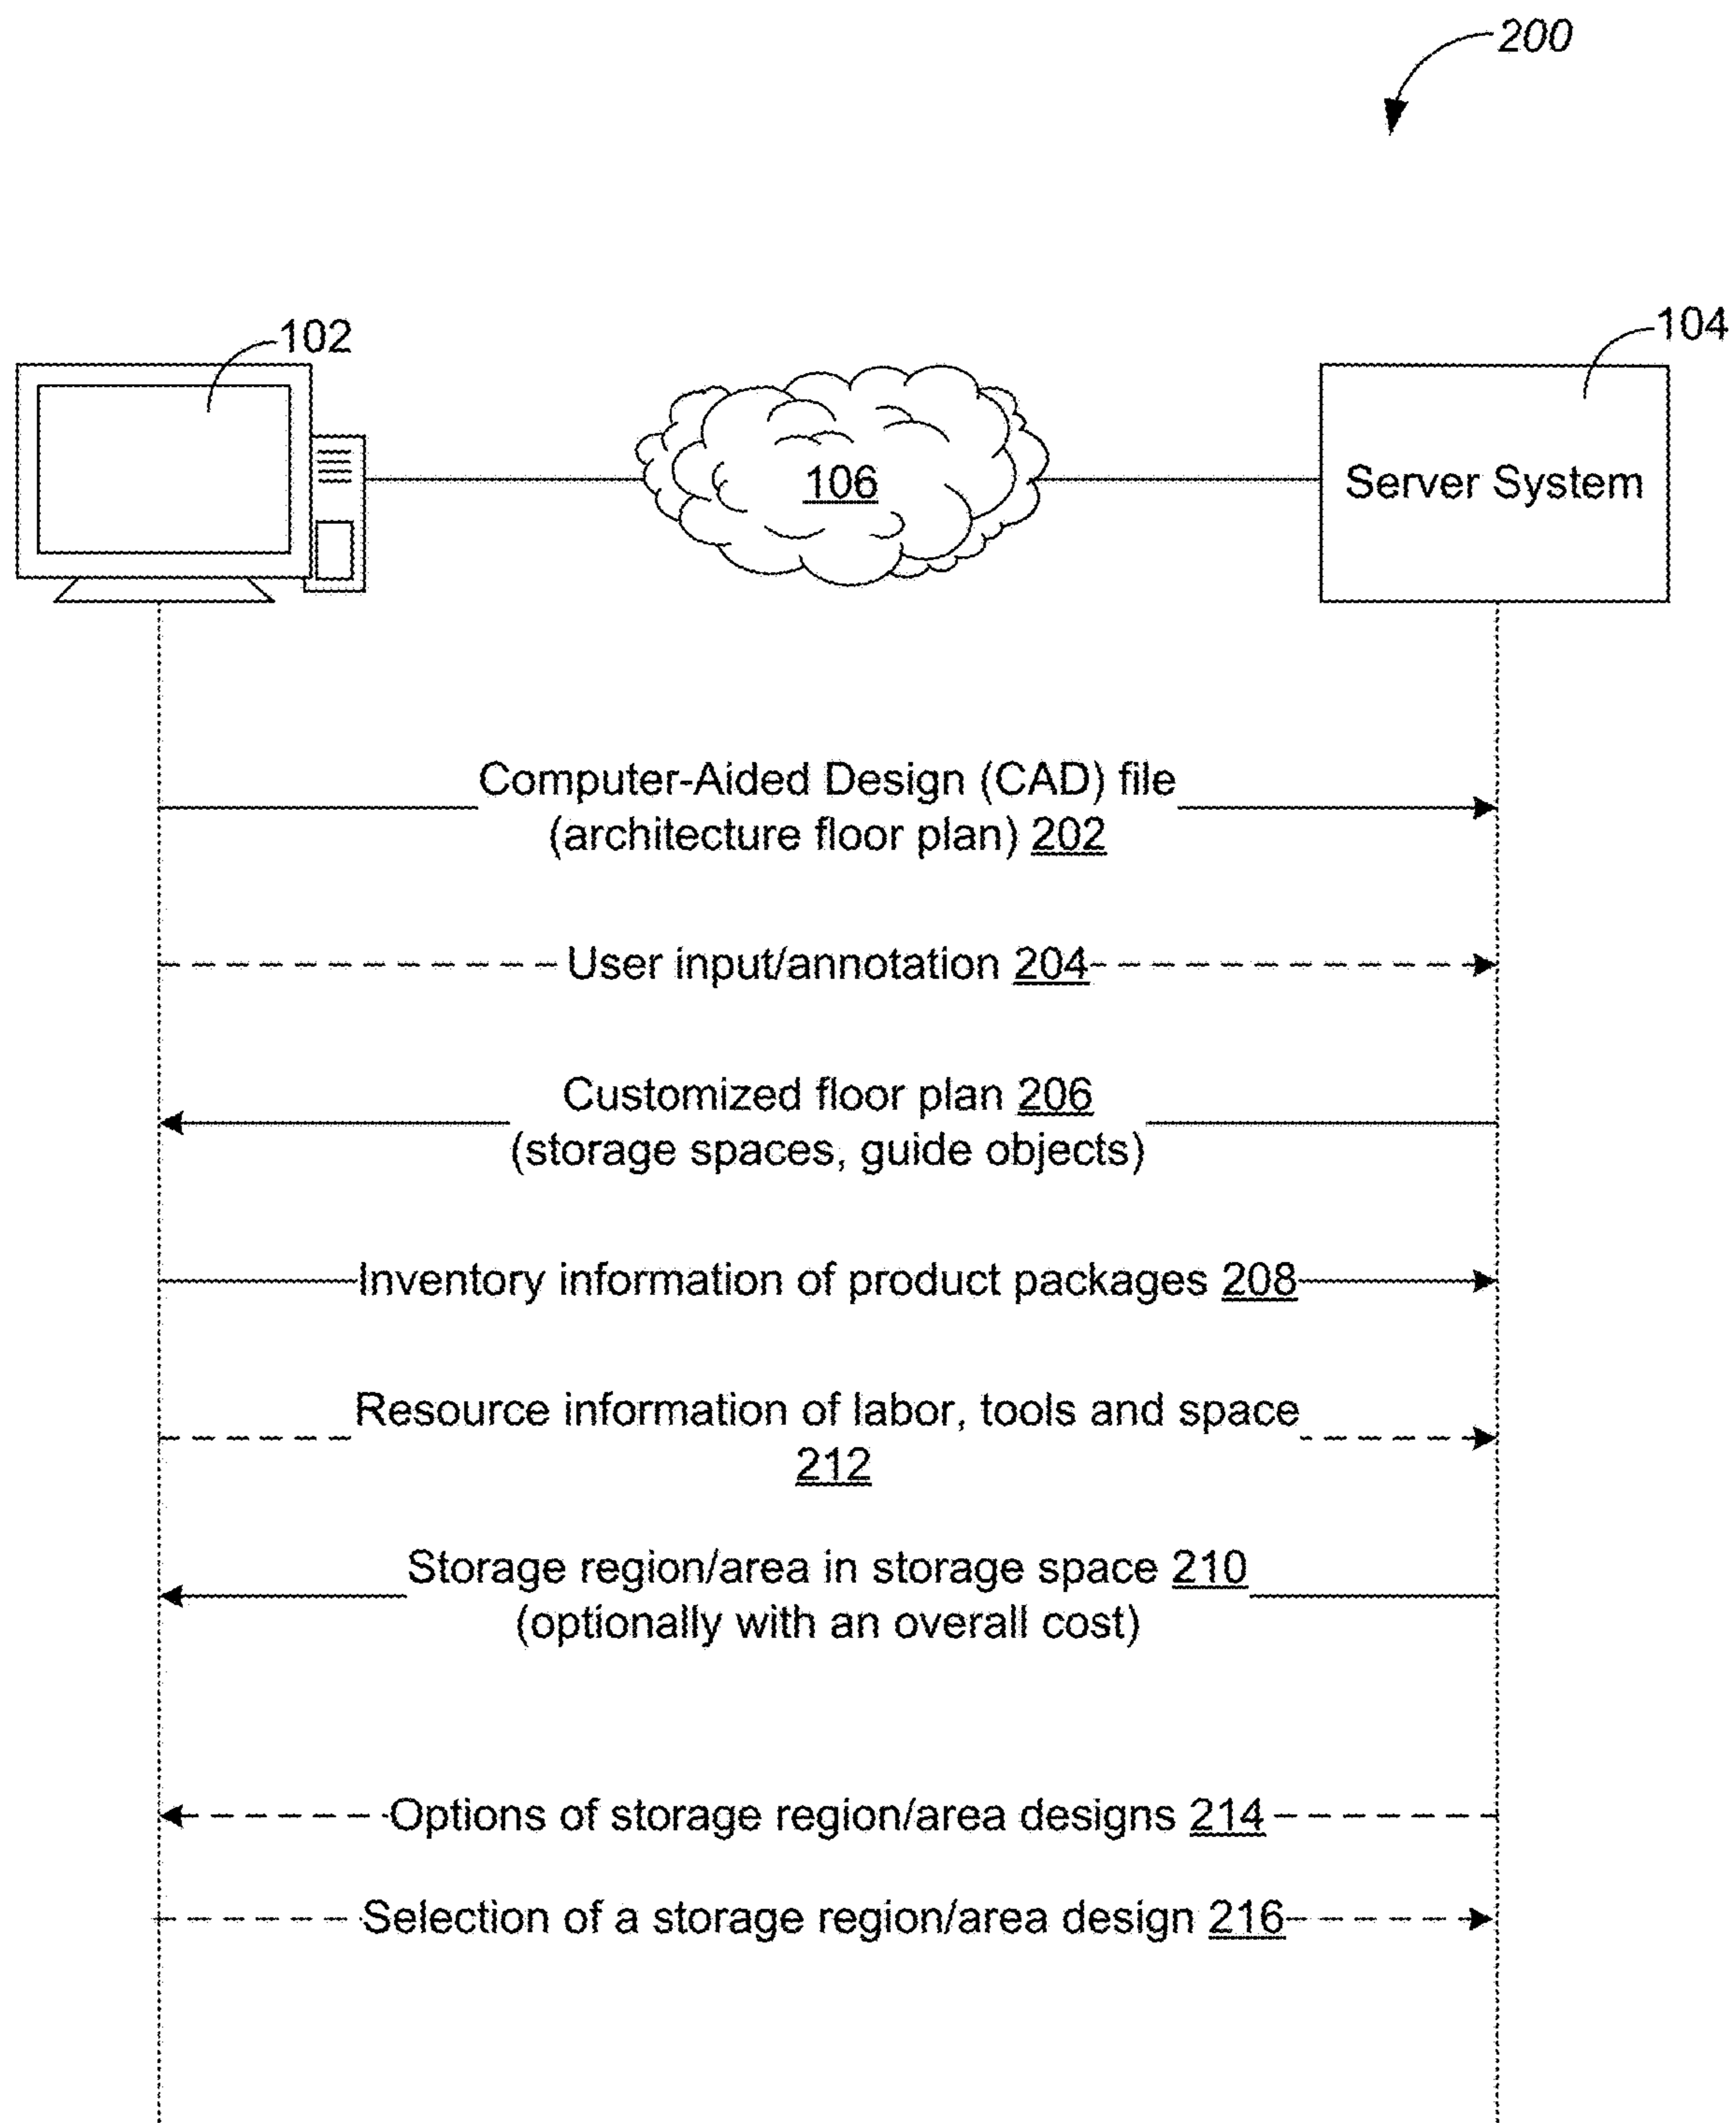 200
102
104
106
Server System
Computer-Aided Design (CAD) file
(architecture floor plan) 202
User input/annotation 204
Customized floor plan 206
(storage spaces, guide objects)
Inventory information of product packages 208
Resource information of labor, tools and space
212
Storage region/area in storage space 210
(optionally with an overall cost)
Options of storage region/area designs 214
Selection of a storage region/area design 216